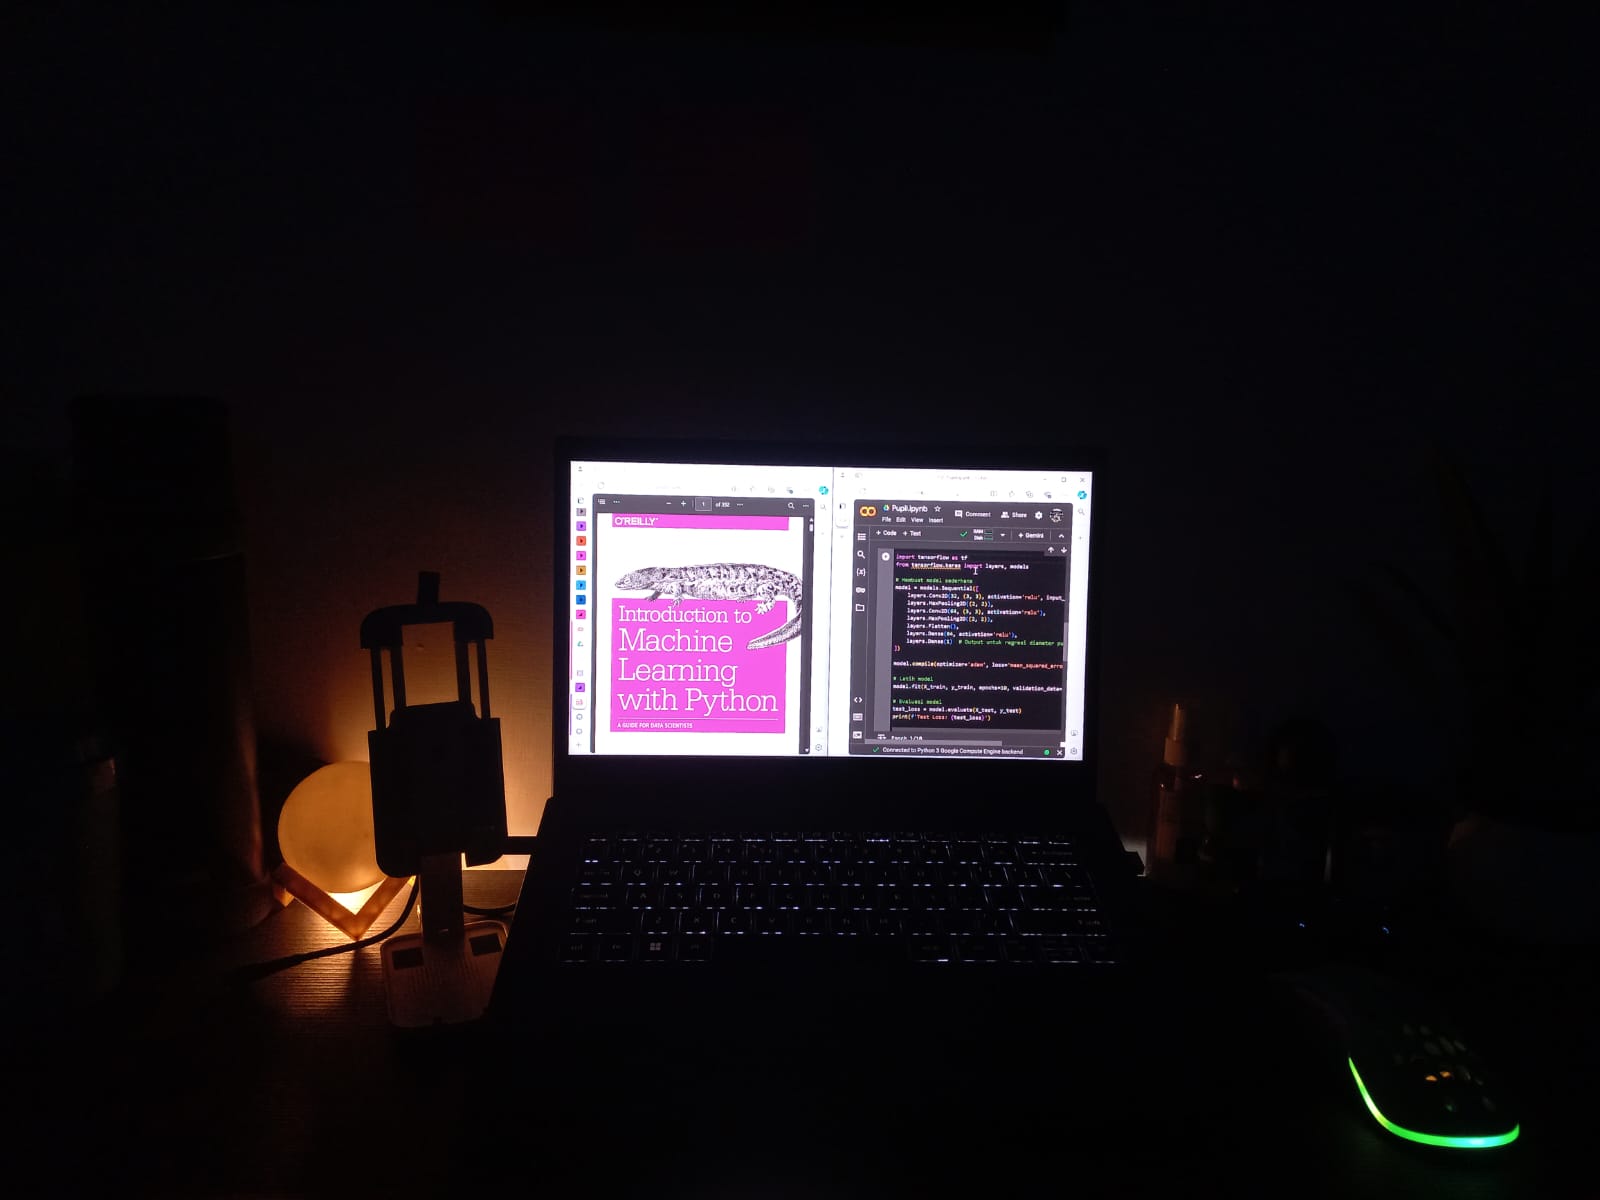 1 of 392
O'REILLY
Introduction to
Machine
Learning
with Python
A GUIDE FOR DATA SCIENTISTS
Pupil.ipynb
Comment
Share
File Edit View Insert
+ Code + Text
RAM
Disk
+ Gemini
import tensorflow as tf
from tensorflow.keras import layers, models
# Membuat model sederhana
model = models.Sequential([
layers.Conv2D(32, (3, 3), activation='relu', input_
layers.MaxPooling2D((2, 2)),
layers.Conv2D(64, (3, 3), activation='relu'),
layers.MaxPooling2D((2, 2)),
layers.Flatten(),
layers.Dense(64, activation='relu'),
layers.Dense(1) # Output untuk regresi diameter pu
])
model.compile(optimizer='adam', loss='mean_squared_erro
# Latih model
model.fit(X_train, y_train, epochs=10, validation_data=
# Evaluasi model
test_loss = model.evaluate(X_test, y_test)
print(f'Test Loss: {test_loss}')
Epoch 1/10
Connected to Python 3 Google Compute Engine backend